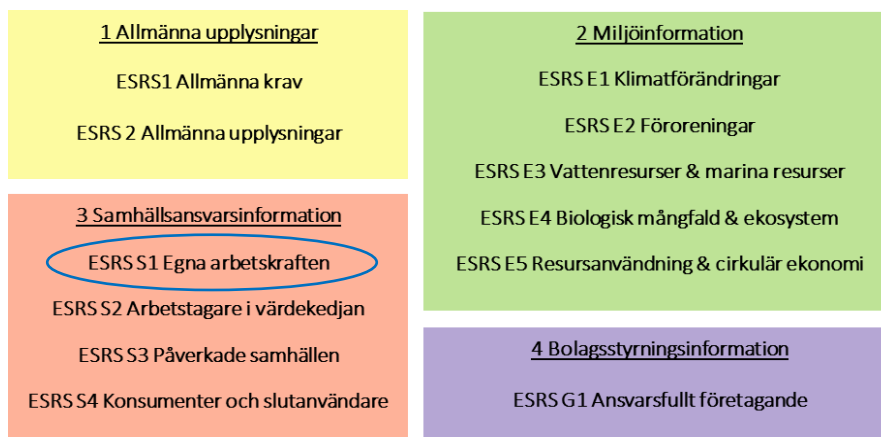 1 Allmänna upplysningar
ESRS1 Allmänna krav
ESRS 2 Allmänna upplysningar
2 Miljöinformation
ESRS E1 Klimatförändringar
ESRS E2 Föroreningar
ESRS E3 Vattenresurser & marina resurser
ESRS E4 Biologisk mångfald & ekosystem
ESRS E5 Resursanvändning & cirkulär ekonomi
3 Samhällsansvarsinformation
ESRS S1 Egna arbetskraften
ESRS S2 Arbetstagare i värdekedjan
ESRS S3 Påverkade samhällen
ESRS S4 Konsumenter och slutanvändare
4 Bolagsstyrningsinformation
ESRS G1 Ansvarsfullt företagande